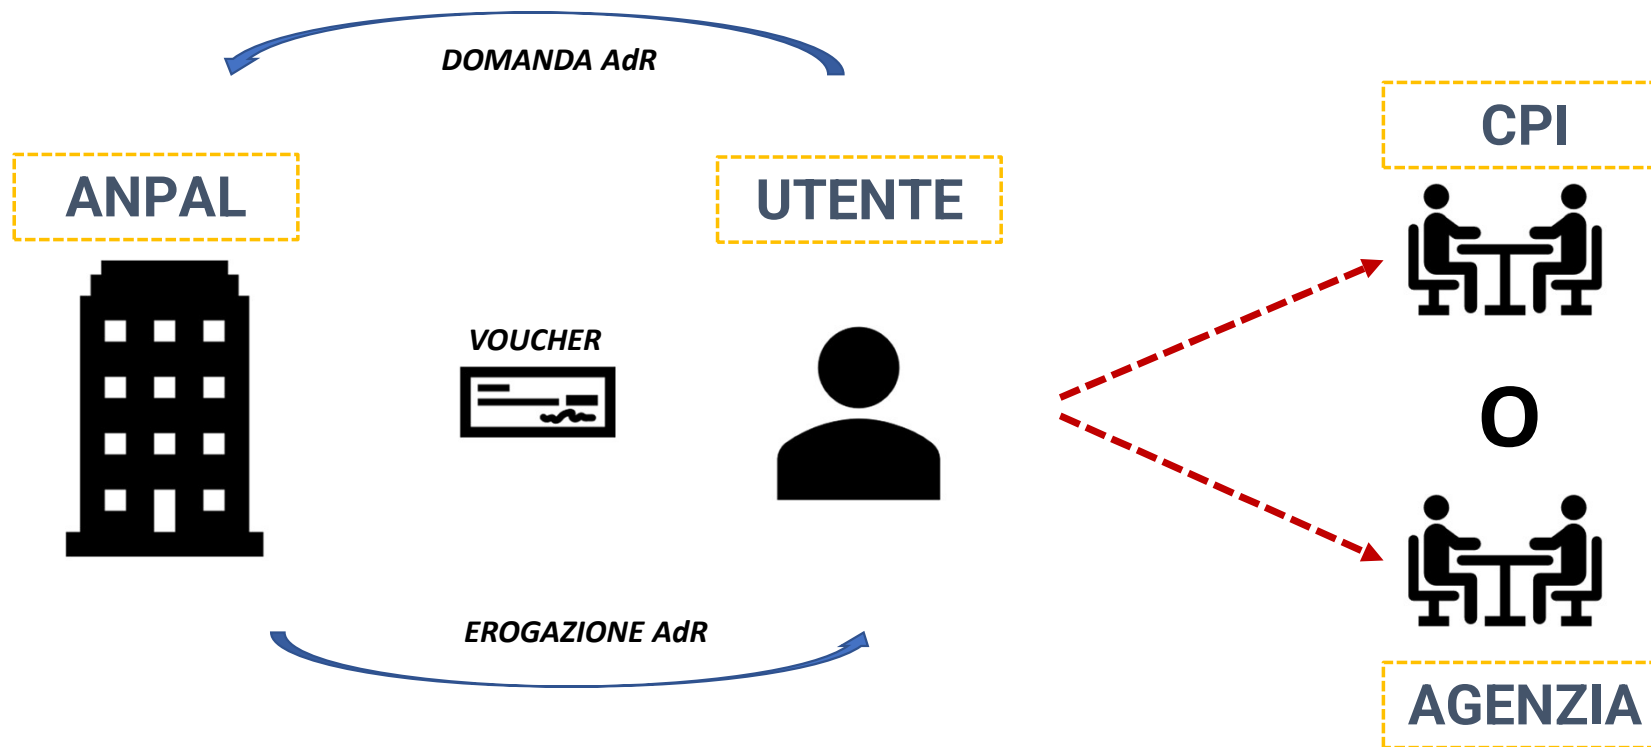 DOMANDA AdR
ANPAL
UTENTE
CPI
VOUCHER
O
EROGAZIONE AdR
AGENZIA